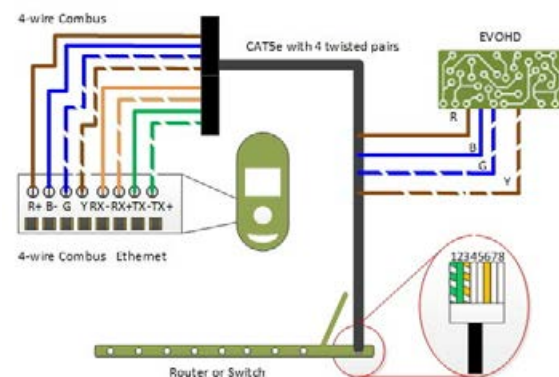 4-wire Combus
CAT5e with 4 twisted pairs
EVOHD
R
B
G
Y
R+ B- G Y RX- RX+TX-TX+
4-wire Combus Ethernet
12345678
Router or Switch